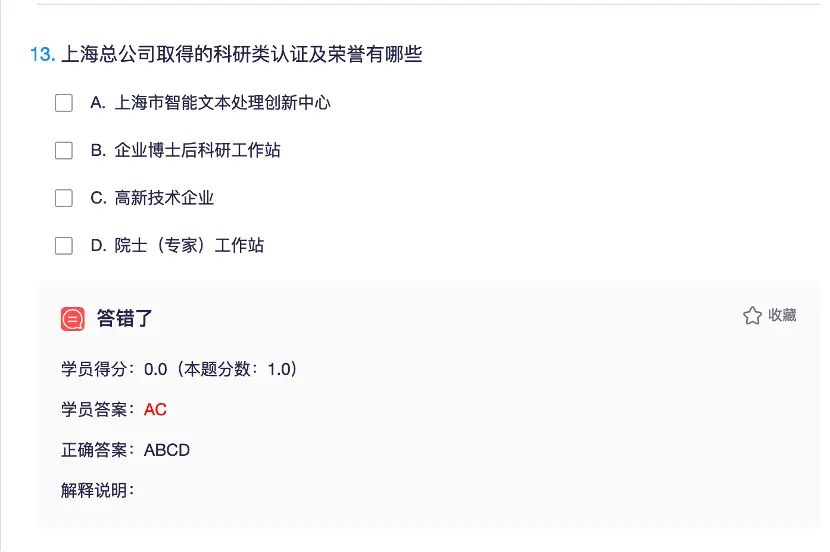 13. 上海总公司取得的科研类认证及荣誉有哪些
A. 上海市智能文本处理创新中心
B. 企业博士后科研工作站
C. 高新技术企业
D. 院士（专家）工作站
答错了 收藏
学员得分：0.0（本题分数：1.0）
学员答案：AC
正确答案：ABCD
解释说明：